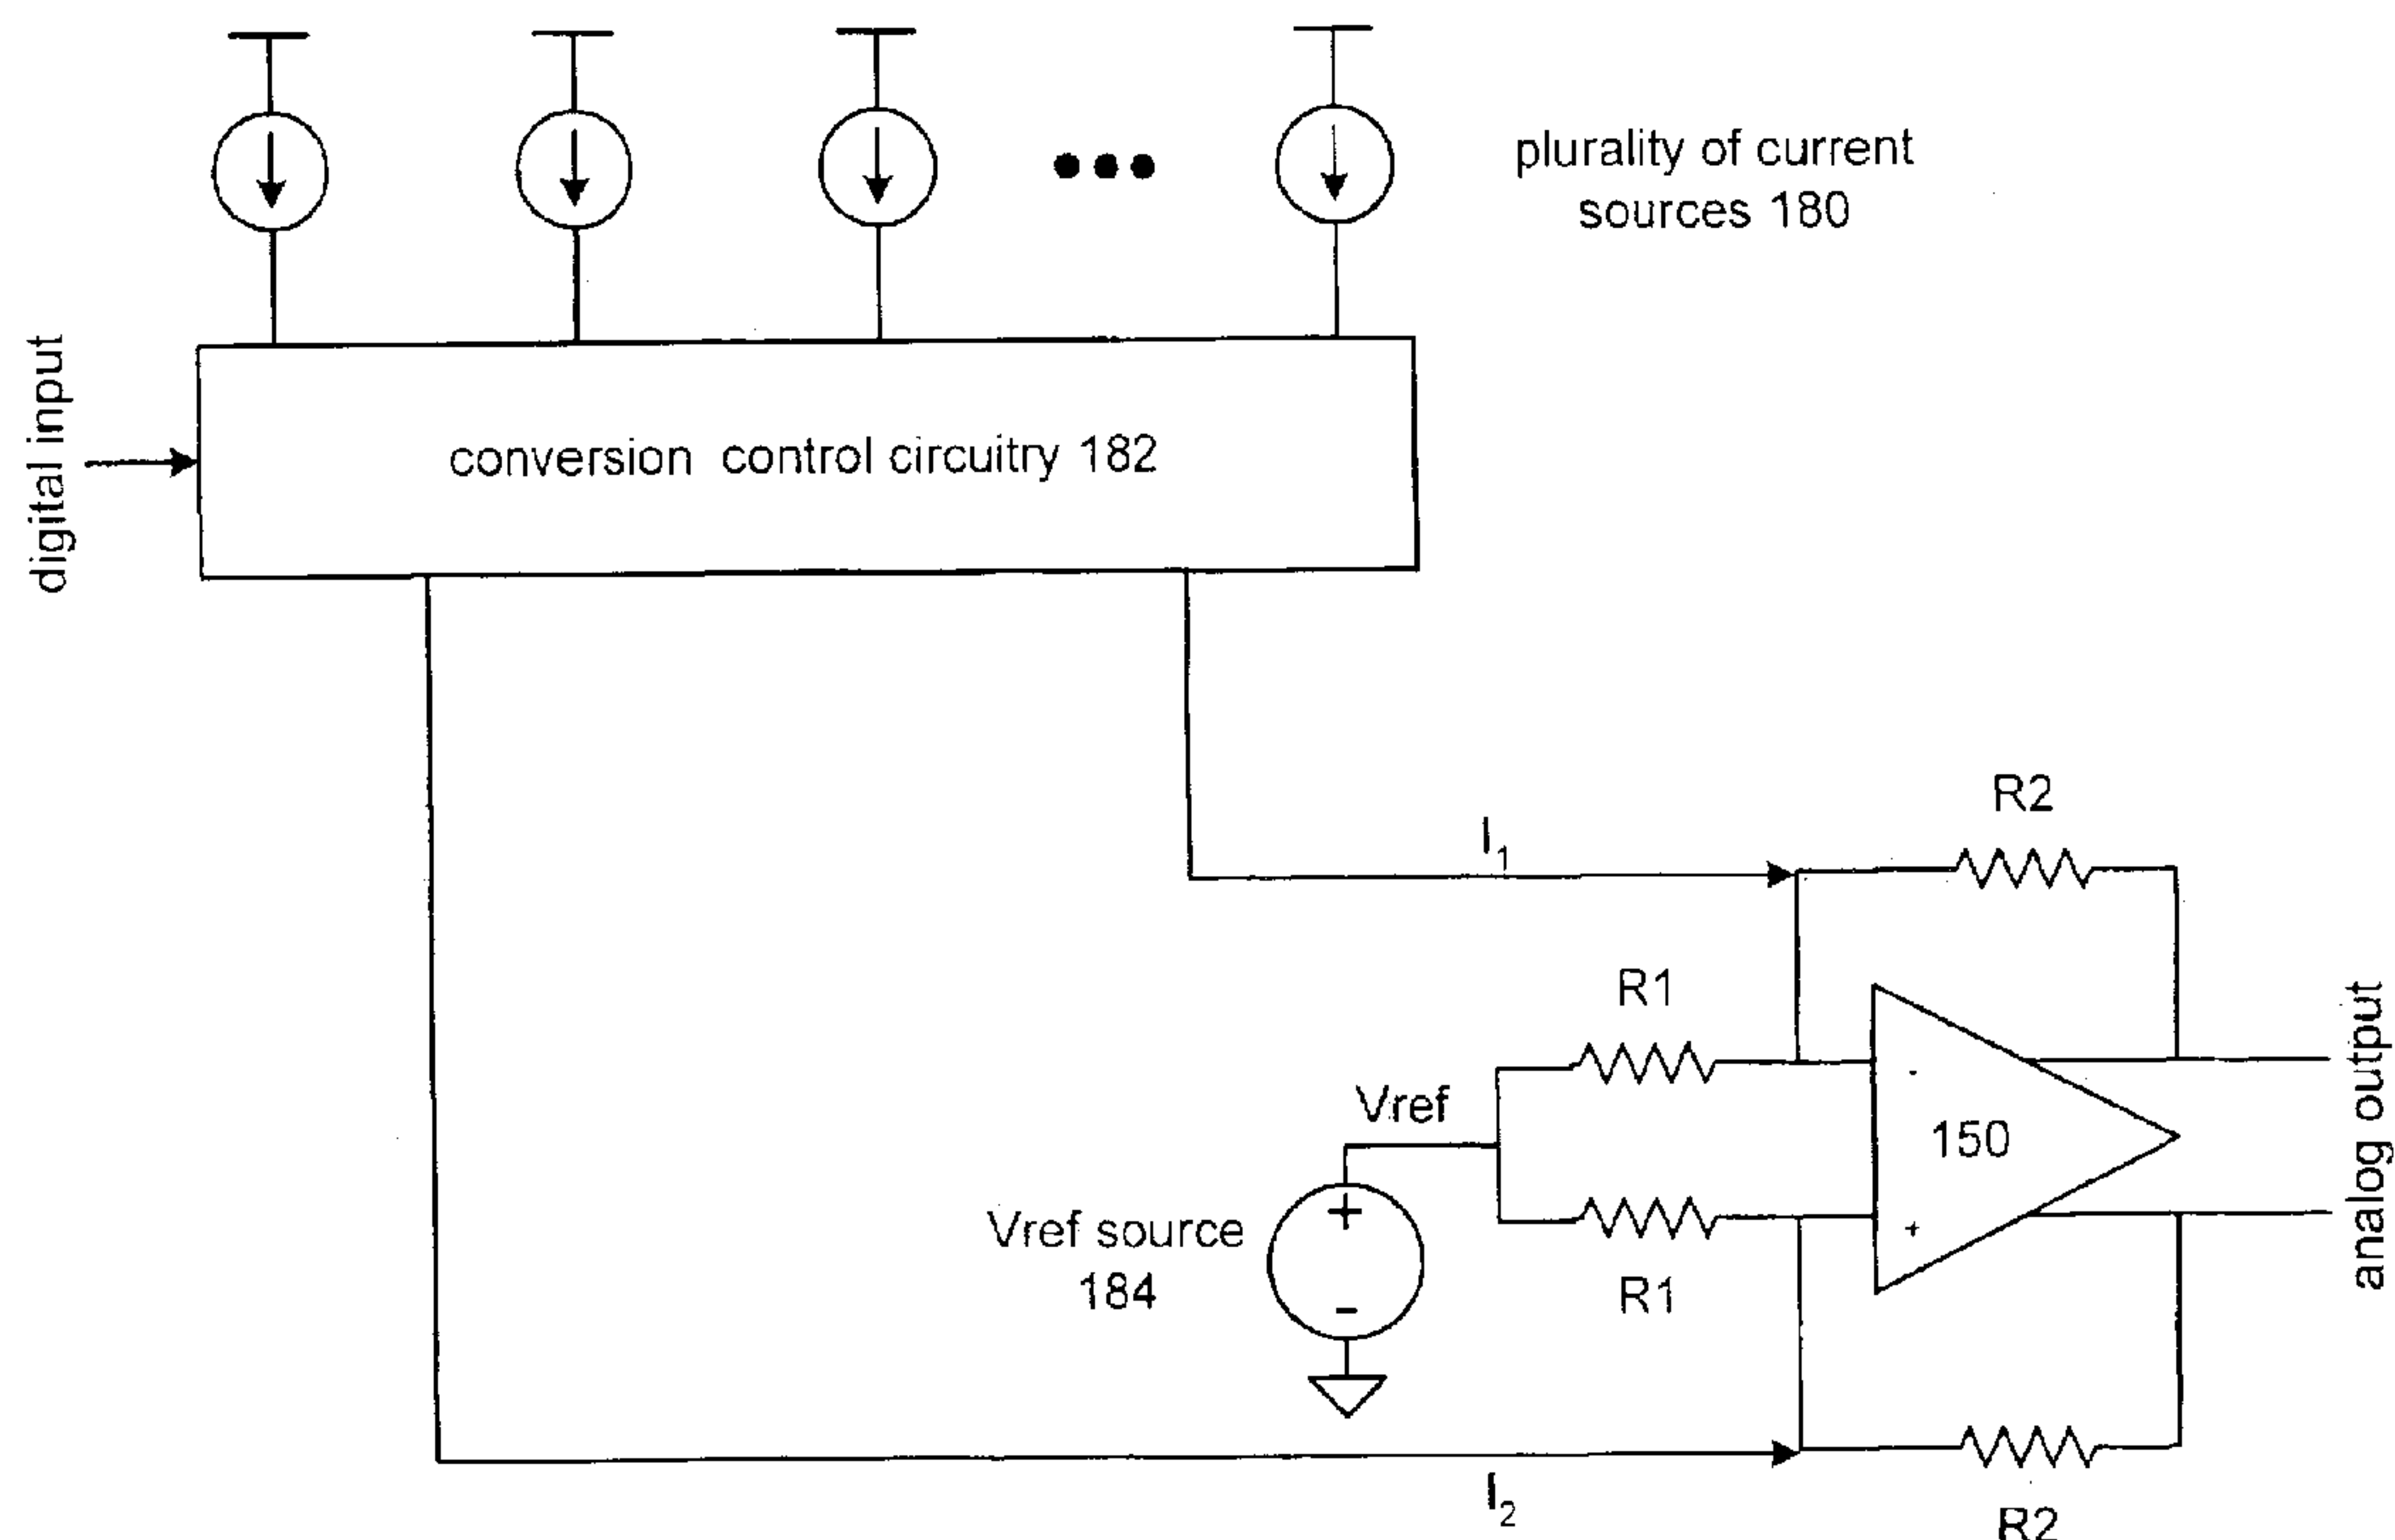 plurality of current
sources 180
digital input
conversion control circuitry 182
R2
I1
R1
analog output
Vref
-
150
+
Vref source
184
+
-
R1
I2
R2